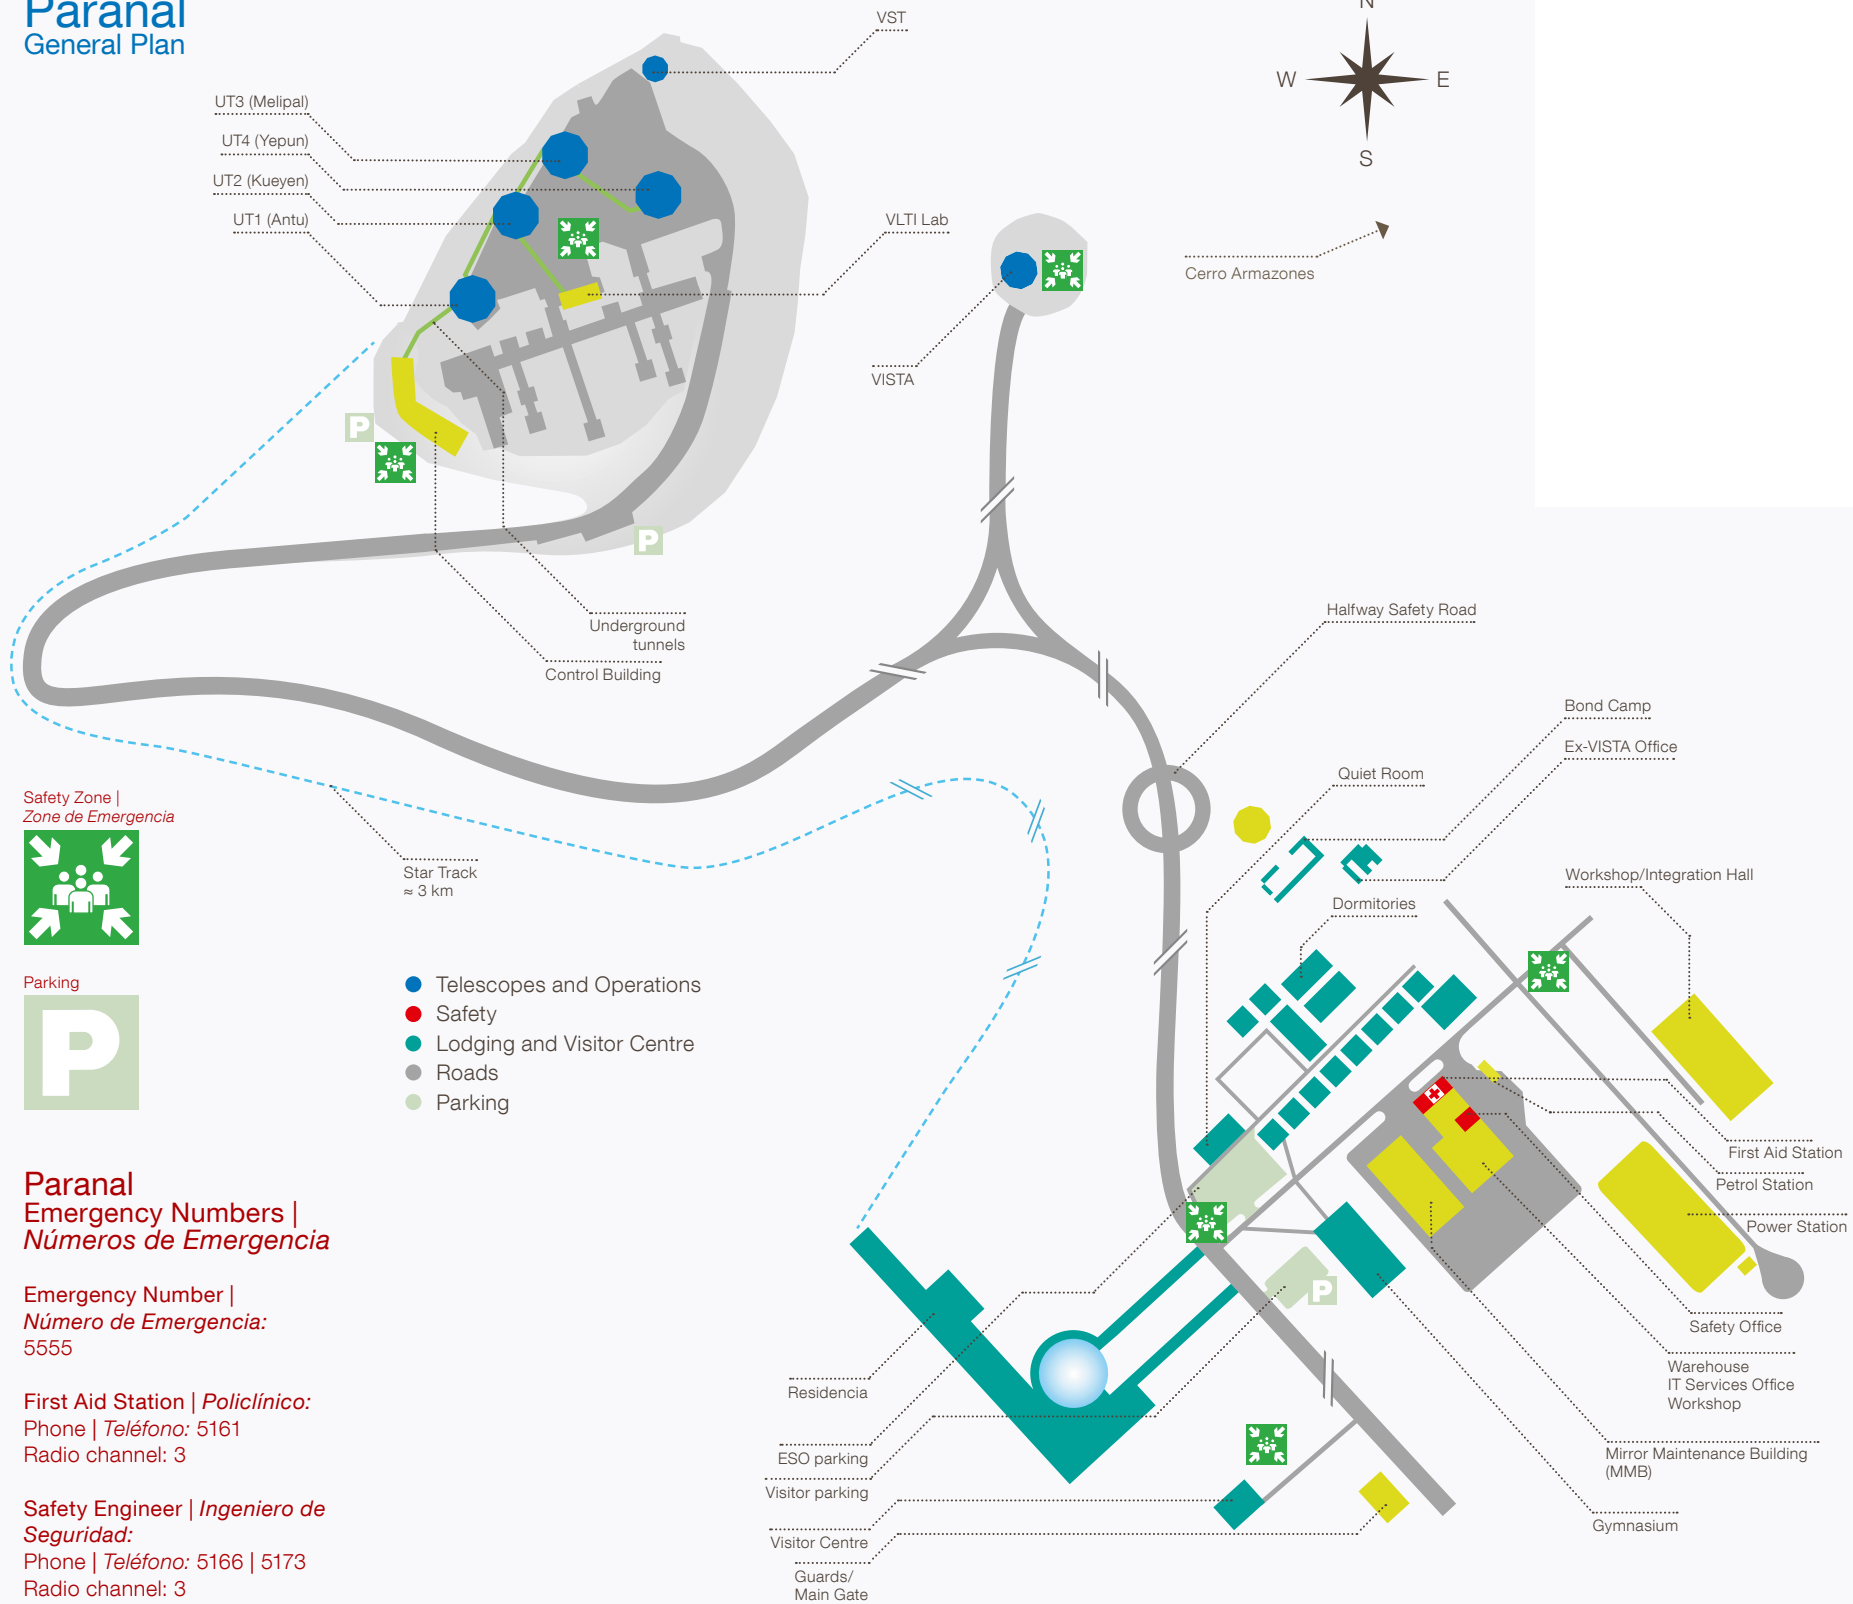 Paranal
General Plan
VST
N
W
E
S
UT3 (Melipal)
UT4 (Yepun)
UT2 (Kueyen)
UT1 (Antu)
VLTI Lab
Cerro Armazones
VISTA
P
P
Underground
tunnels
Control Building
Halfway Safety Road
Bond Camp
Ex-VISTA Office
Quiet Room
Dormitories
Workshop/Integration Hall
Safety Zone |
Zone de Emergencia
Star Track
≈ 3 km
Parking
P
Telescopes and Operations
Safety
Lodging and Visitor Centre
Roads
Parking
First Aid Station
Petrol Station
Power Station
Safety Office
Warehouse
IT Services Office
Workshop
Mirror Maintenance Building
(MMB)
Gymnasium
P
Residencia
ESO parking
Visitor parking
Visitor Centre
Guards/
Main Gate
Paranal
Emergency Numbers |
Números de Emergencia
Emergency Number |
Número de Emergencia:
5555
First Aid Station | Policlínico:
Phone | Teléfono: 5161
Radio channel: 3
Safety Engineer | Ingeniero de
Seguridad:
Phone | Teléfono: 5166 | 5173
Radio channel: 3